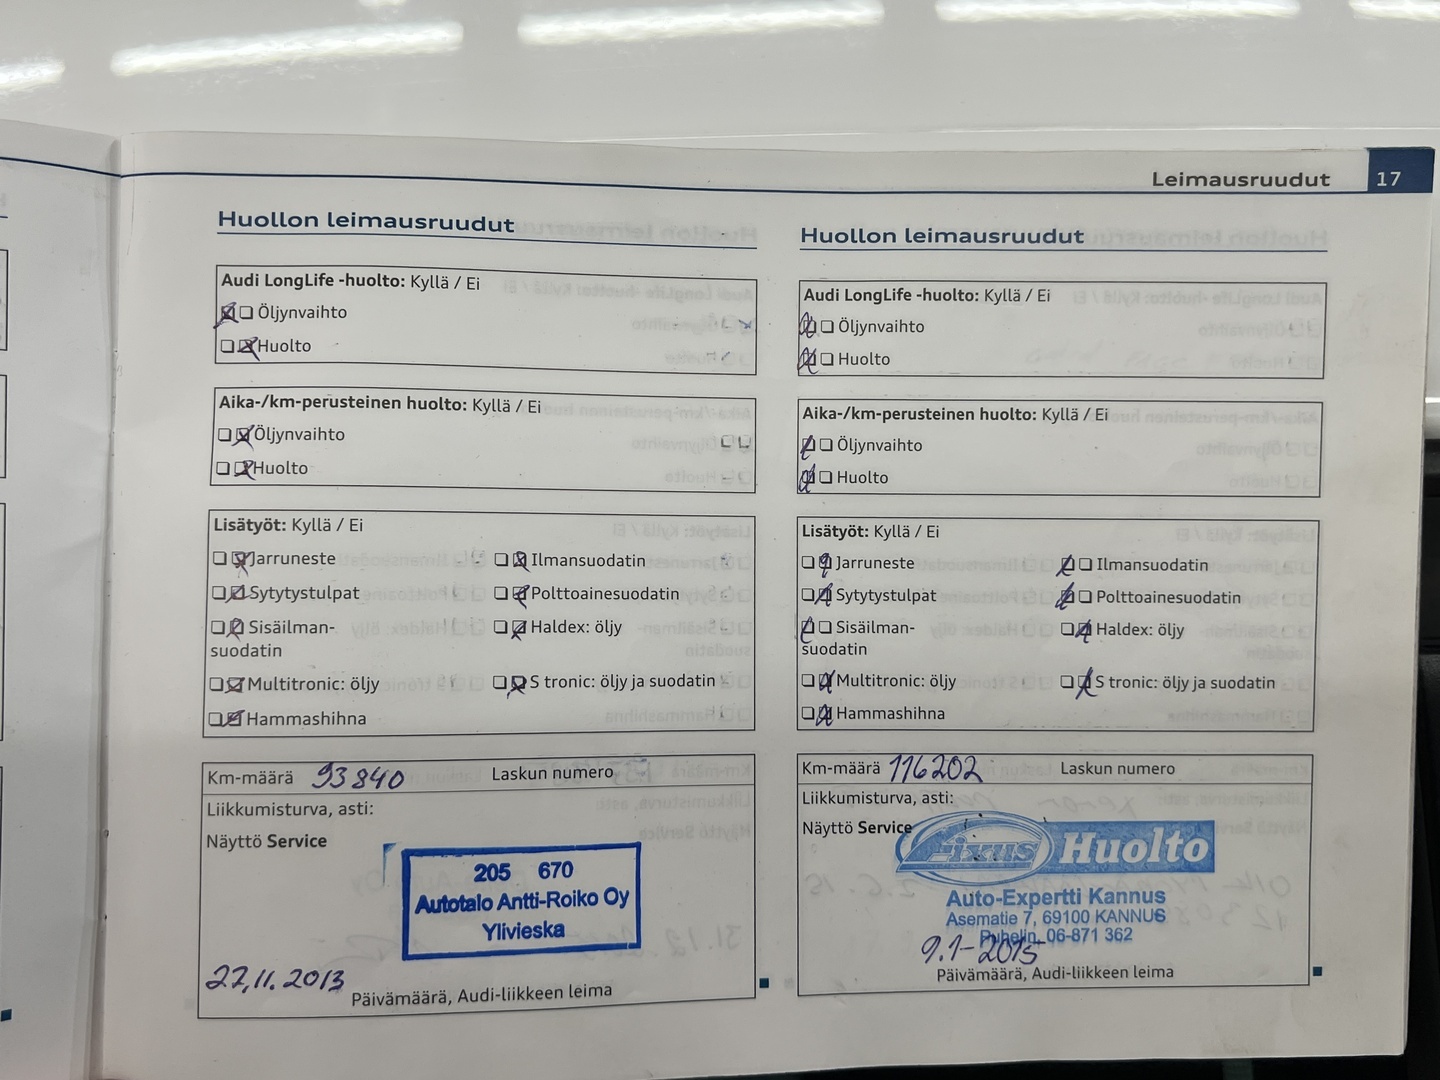 Leimausruudut 17
Huollon leimausruudut
Audi LongLife -huolto: Kyllä / Ei
Öljynvaihto
Huolto
Aika-/km-perusteinen huolto: Kyllä / Ei
Öljynvaihto
Huolto
Lisätyöt: Kyllä / Ei
Jarruneste
Ilmansuodatin
Sytytystulpat
Polttoainesuodatin
Sisäilman-
suodatin
Haldex: öljy
Multitronic: öljy
S tronic: öljy ja suodatin
Hammashihna
Km-määrä 93840
Laskun numero
Liikkumisturva, asti:
Näyttö Service
205 670
Autotalo Antti-Roiko Oy
Ylivieska
22.11.2013
Päivämäärä, Audi-liikkeen leima
Huollon leimausruudut
Audi LongLife -huolto: Kyllä / Ei
Öljynvaihto
Huolto
Aika-/km-perusteinen huolto: Kyllä / Ei
Öljynvaihto
Huolto
Lisätyöt: Kyllä / Ei
Jarruneste
Ilmansuodatin
Sytytystulpat
Polttoainesuodatin
Sisäilman-
suodatin
Haldex: öljy
Multitronic: öljy
S tronic: öljy ja suodatin
Hammashihna
Km-määrä 116202
Laskun numero
Liikkumisturva, asti:
Näyttö Service
Fixus Huolto
Auto-Expertti Kannus
Asematie 7, 69100 KANNUS
Puhelin 06-871 362
9.1-2015
Päivämäärä, Audi-liikkeen leima